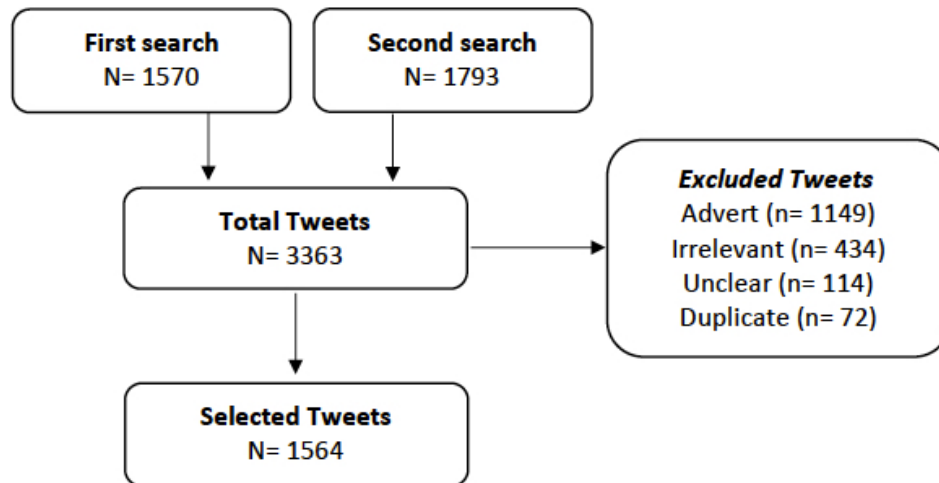 First search
N= 1570
Second search
N= 1793
Total Tweets
N= 3363
Excluded Tweets
Advert (n= 1149)
Irrelevant (n= 434)
Unclear (n= 114)
Duplicate (n= 72)
Selected Tweets
N= 1564